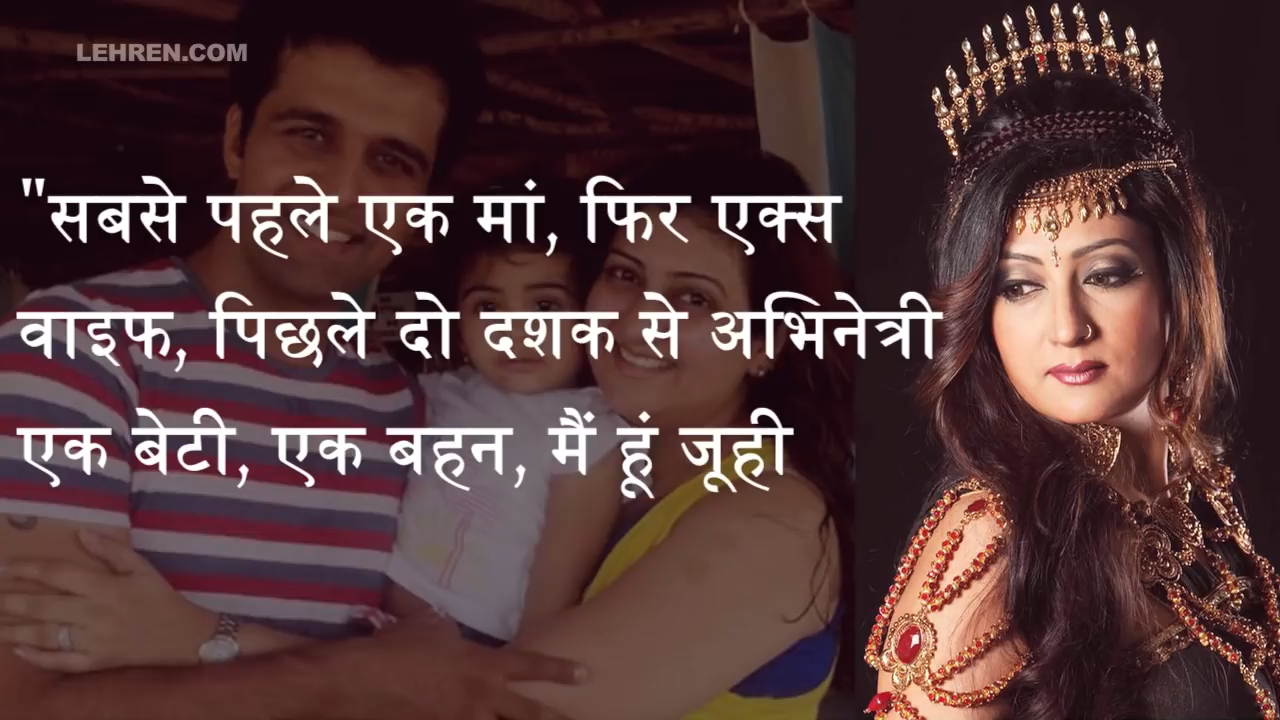 LEHREN.COM
"सबसे पहले एक मां, फिर एक्स
वाइफ, पिछले दो दशक से अभिनेत्री
एक बेटी, एक बहन, मैं हूं जूही